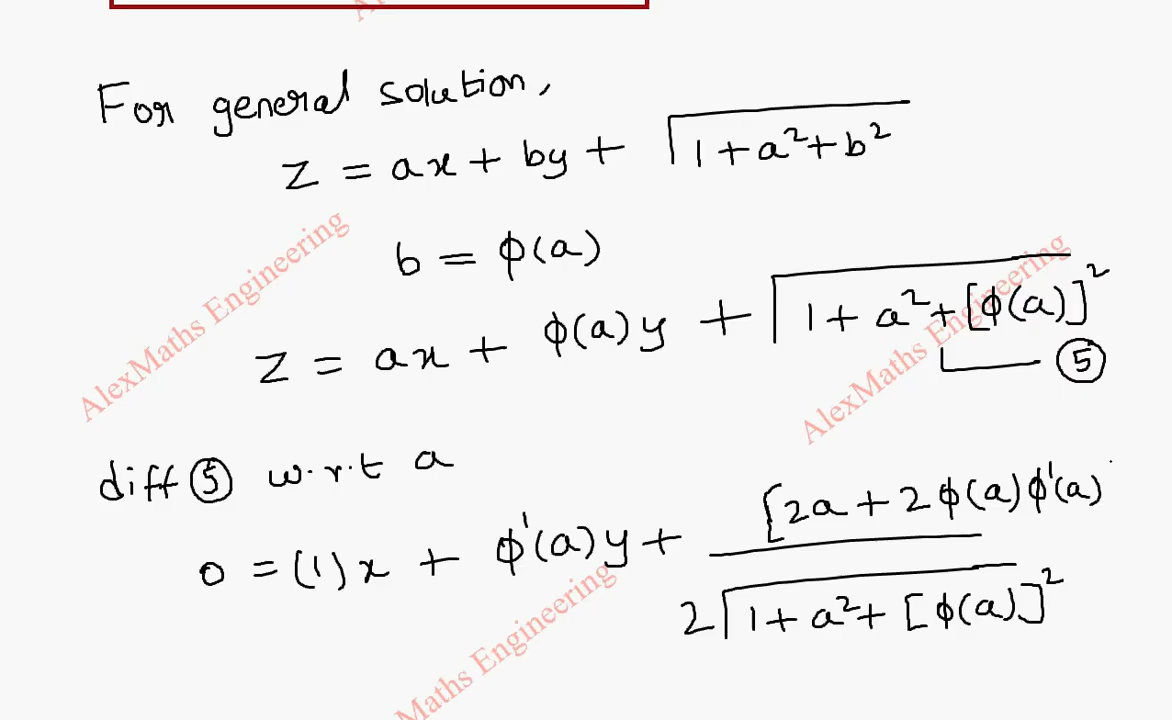 For general solution,
z = ax + by + √1+a²+b²
b = ϕ(a)
z = ax + ϕ(a)y + √1+a²+[ϕ(a)]²
⑤
diff ⑤ w.r.t a
0 = (1)x + ϕ'(a)y + [2a+2ϕ(a)ϕ'(a)
2√1+a²+[ϕ(a)]²
AlexMaths Engineering
AlexMaths Engineering
Maths Engineering